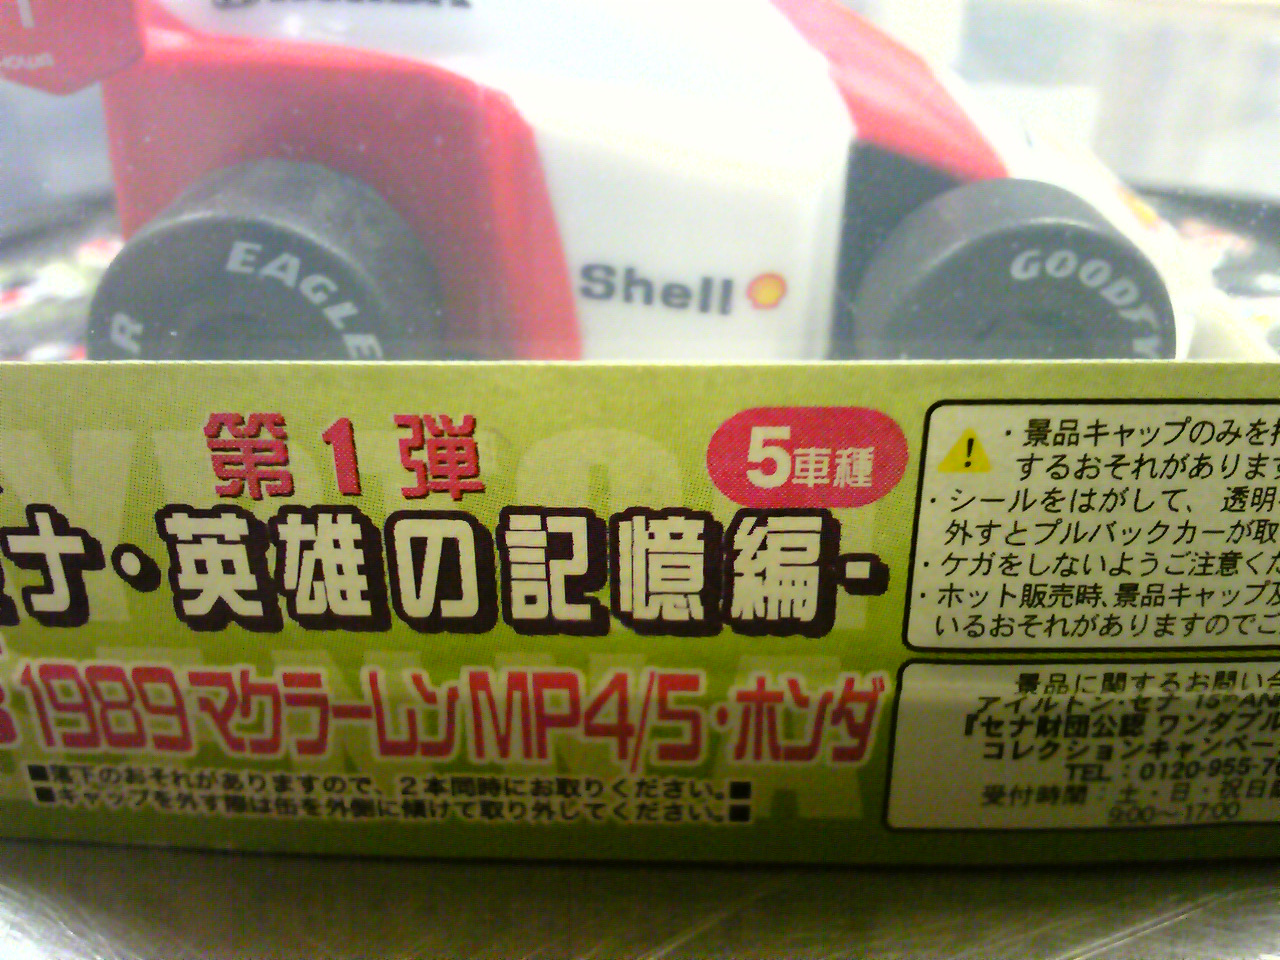 EAGLE
R
Shell
GOODY
第1弾
5車種
ナ・英雄の記憶編-
1989マクラーレンMP4/5・ホンダ
■落下のおそれがありますので、2本同時にお取りください。■
■キャップを外す際は缶を外側に傾けて取り外してください。■
・景品キャップのみを
するおそれがあります
・シールをはがして、透明
外すとプルバックカーが取
・ケガをしないようご注意くだ
・ホット販売時、景品キャップ及
いるおそれがありますのでご
景品に関するお問い合
アイルトン・セナ 15th AN
『セナ財団公認 ワンダフル
コレクションキャンペー
TEL:0120-955-76
受付時間:土・日・祝日
9:00〜17:00